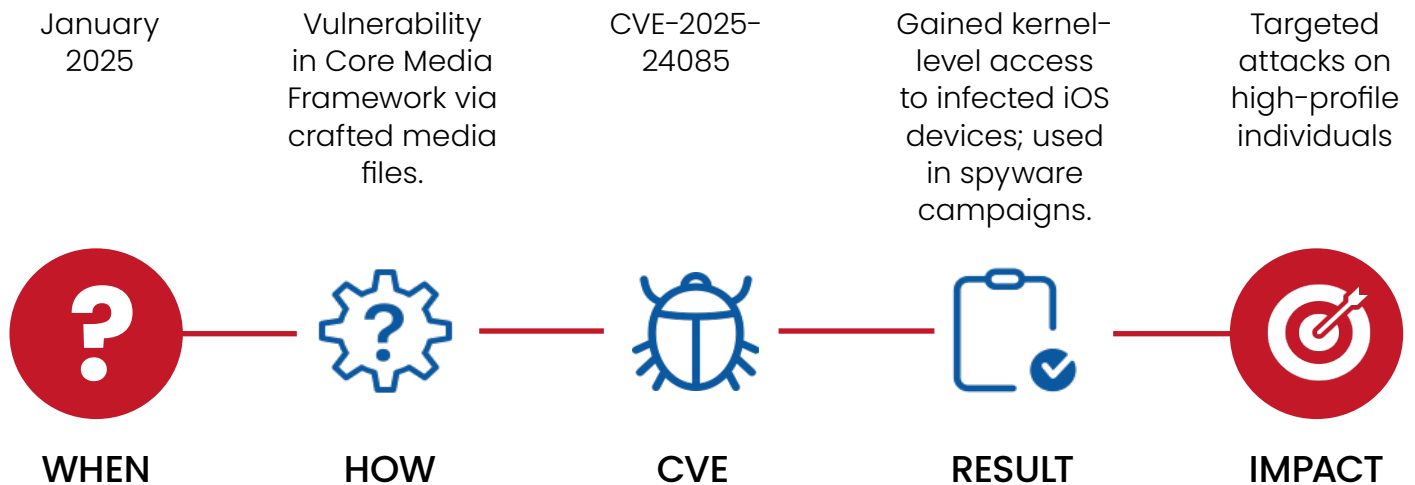 January
2025
Vulnerability
in Core Media
Framework via
crafted media
files.
CVE-2025-
24085
Gained kernel-
level access
to infected iOS
devices; used
in spyware
campaigns.
Targeted
attacks on
high-profile
individuals
?
?
WHEN
HOW
CVE
RESULT
IMPACT